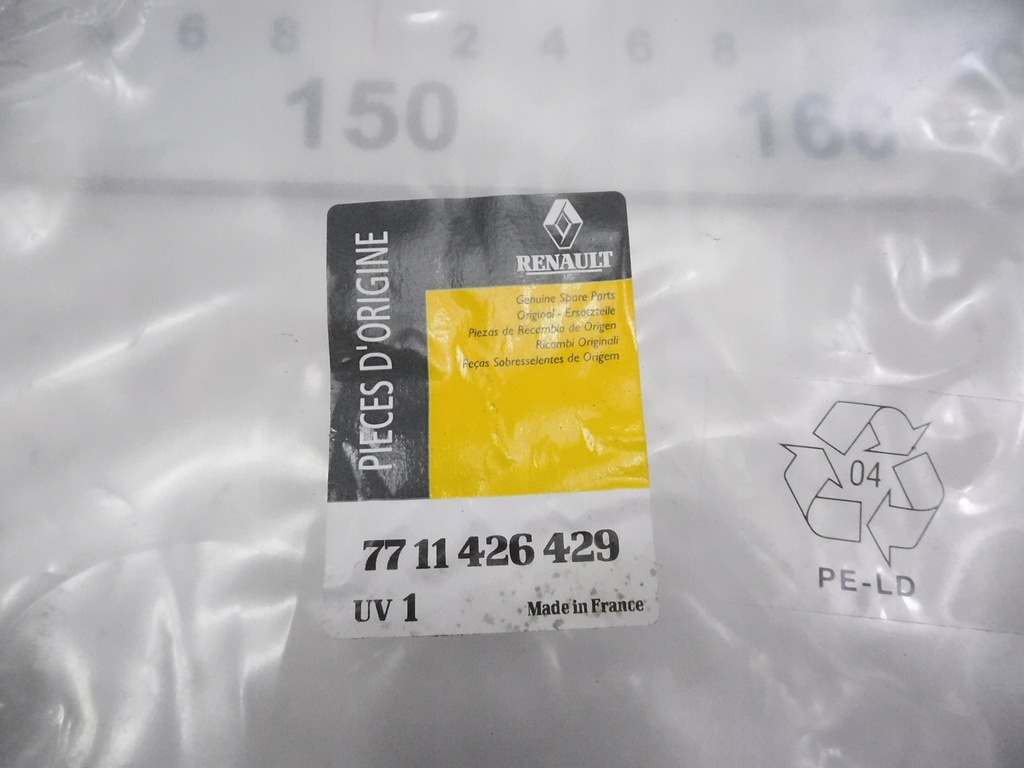 6 8 2 4 6 8
150 160
RENAULT
PIECES D'ORIGINE
Genuine Spare Parts
Original - Ersatzteile
Piezas de Recambio de Origen
Ricambi Originali
Peças Sobresselentes de Origem
77 11 426 429
UV 1
Made in France
04
PE-LD